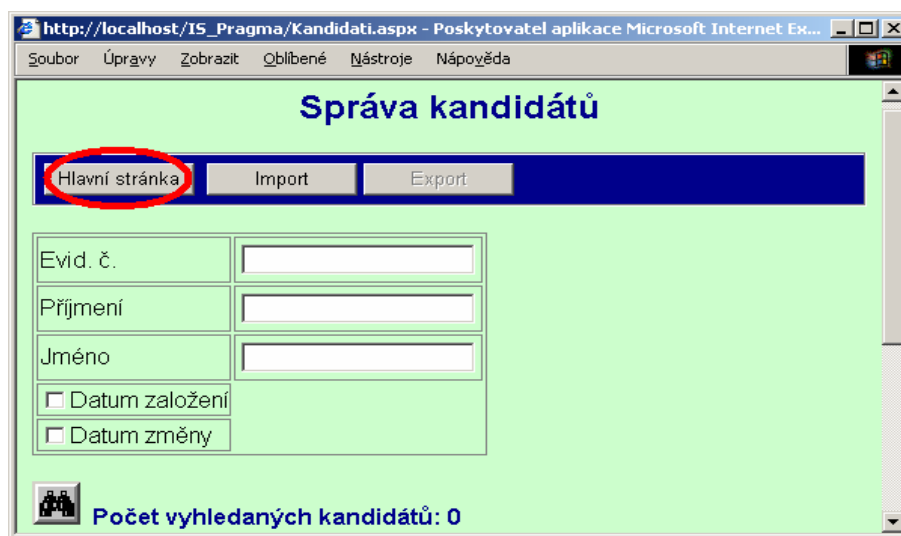 http://localhost/IS_Pragma/Kandidati.aspx - Poskytovatel aplikace Microsoft Internet Ex...
Soubor Úpravy Zobrazit Oblíbené Nástroje Nápověda
Správa kandidátů
Hlavní stránka Import Export
Evid. č.
Příjmení
Jméno
Datum založení
Datum změny
Počet vyhledaných kandidátů: 0